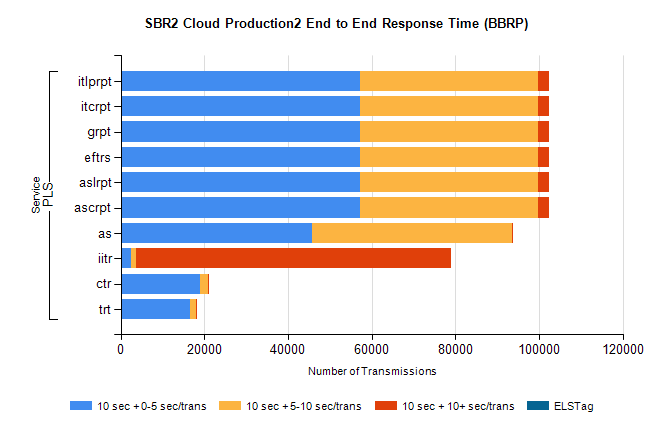 SBR2 Cloud Production2 End to End Response Time (BBRP)
itlprpt
itcrpt
grpt
eftrs
aslrpt
ascrpt
as
iitr
ctr
trt
Service
PLS
0 20000 40000 60000 80000 100000 120000
Number of Transmissions
10 sec +0-5 sec/trans 10 sec +5-10 sec/trans 10 sec + 10+ sec/trans ELSTag